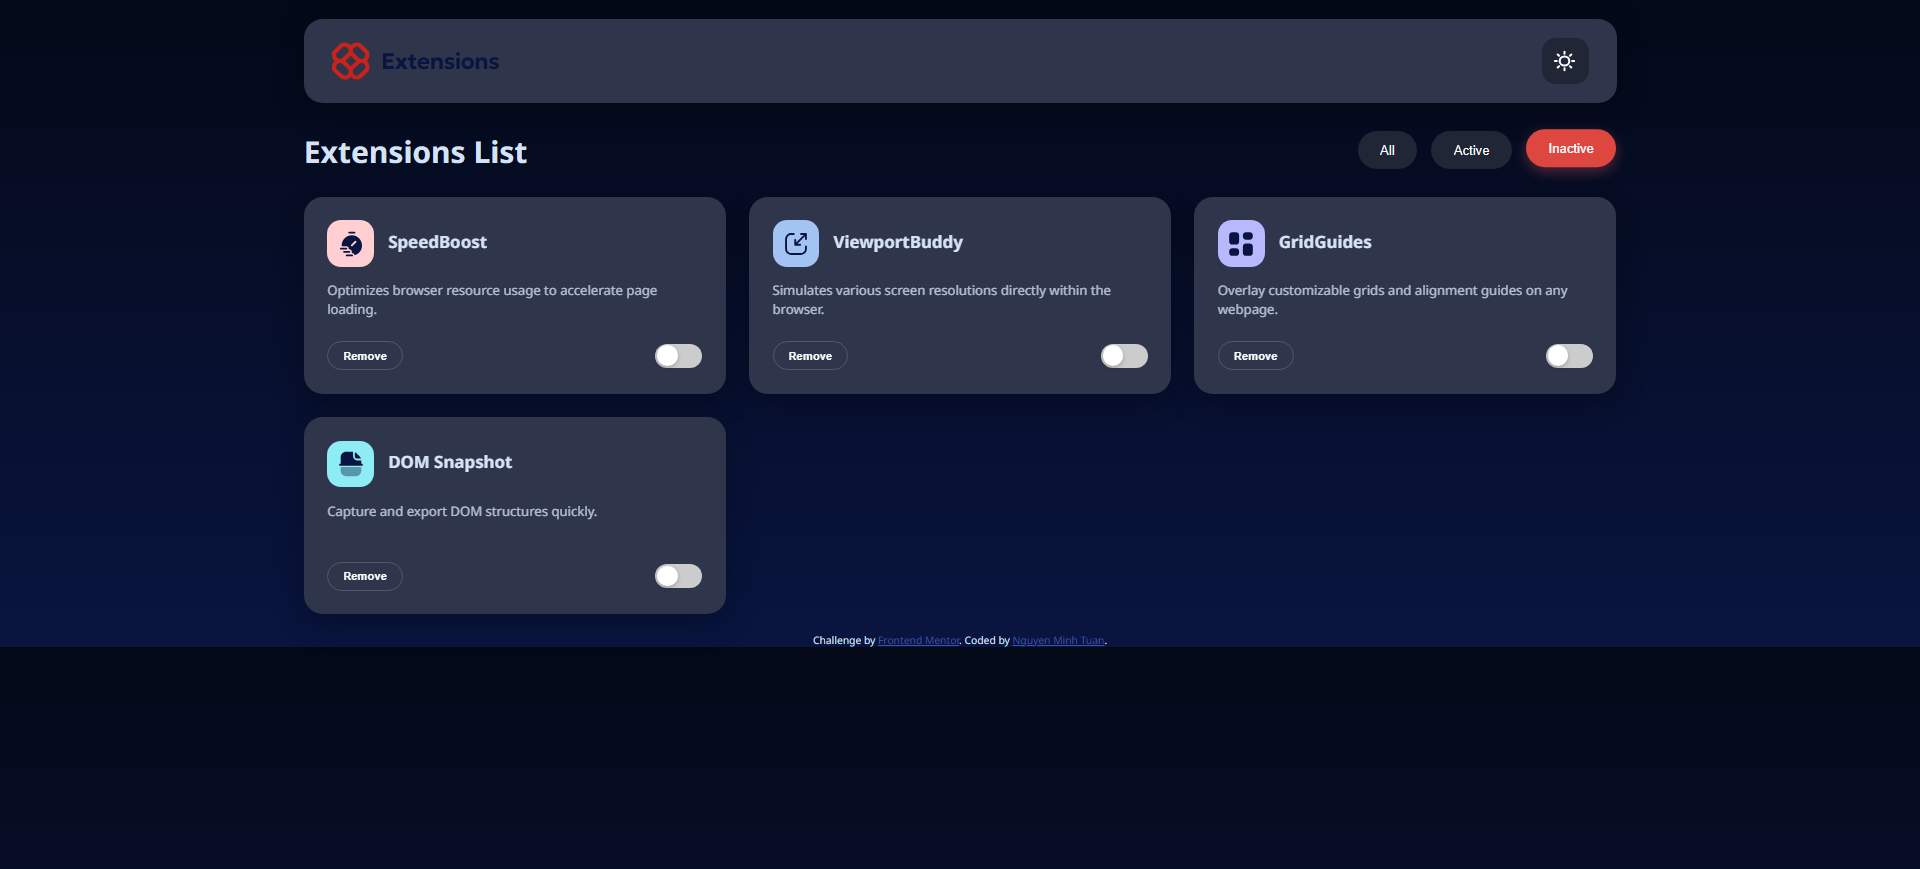 Extensions
Extensions List
All
Active
Inactive
SpeedBoost
Optimizes browser resource usage to accelerate page
loading.
Remove
ViewportBuddy
Simulates various screen resolutions directly within the
browser.
Remove
GridGuides
Overlay customizable grids and alignment guides on any
webpage.
Remove
DOM Snapshot
Capture and export DOM structures quickly.
Remove
Challenge by Frontend Mentor. Coded by Nguyen Minh Tuan.